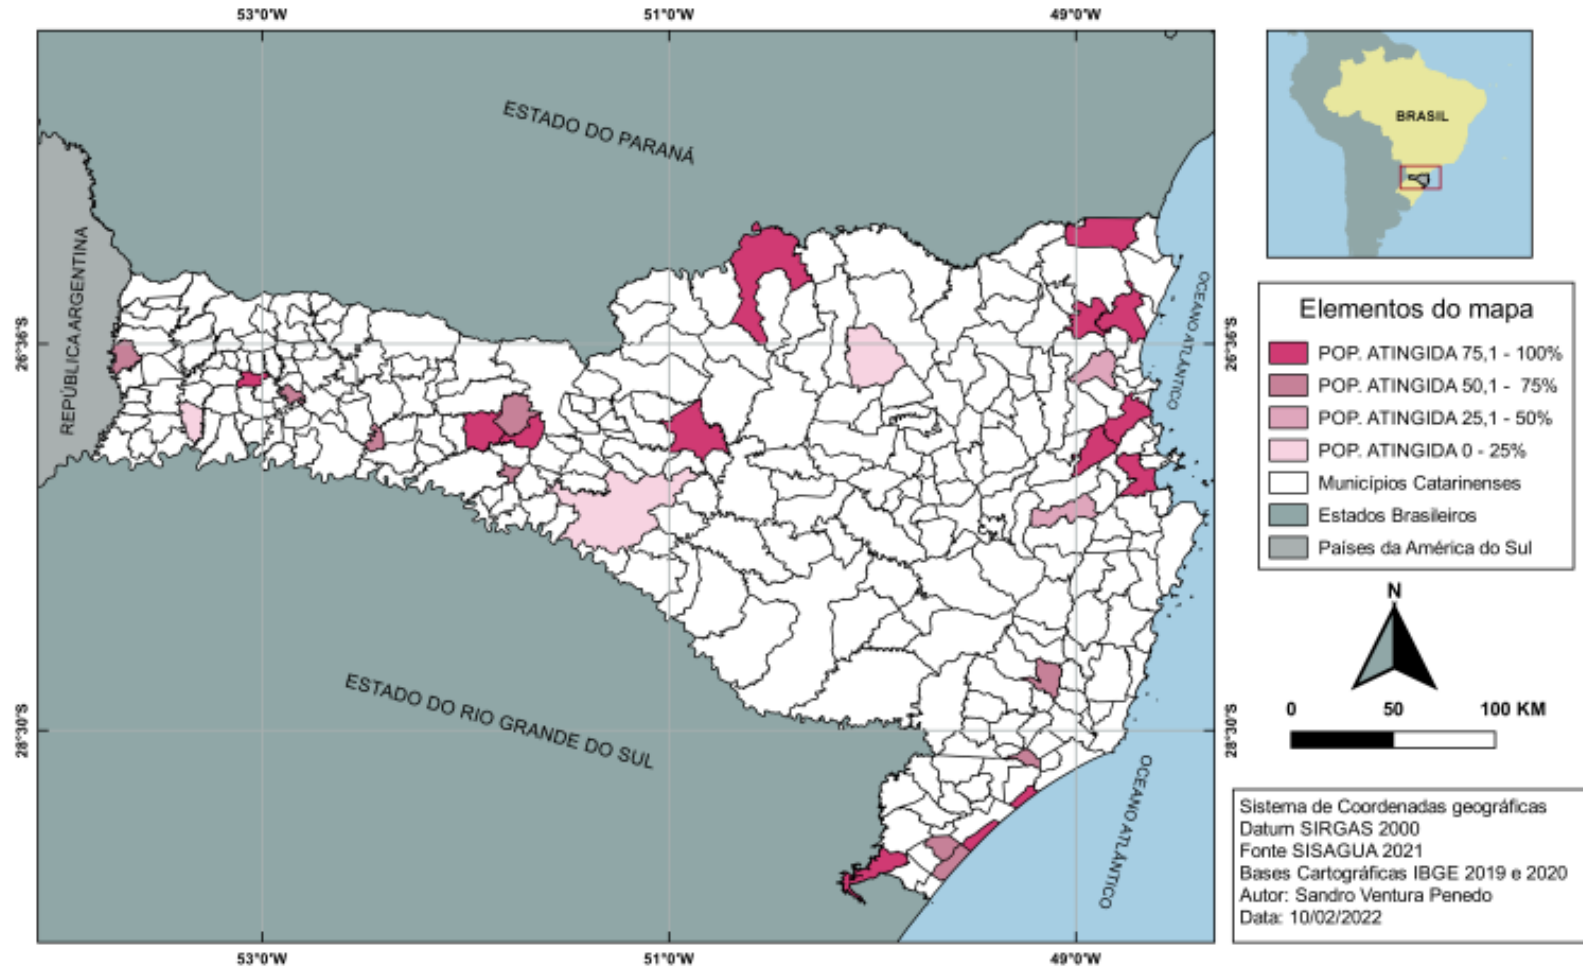 53°0'W 51°0'W 49°0'W
ESTADO DO PARANÁ
REPÚBLICA ARGENTINA
26°36'S
26°36'S
OCEANO ATLÂNTICO
ESTADO DO RIO GRANDE DO SUL
28°30'S
28°30'S
OCEANO ATLÂNTICO
53°0'W 51°0'W 49°0'W
BRASIL
Elementos do mapa
POP. ATINGIDA 75,1 - 100%
POP. ATINGIDA 50,1 - 75%
POP. ATINGIDA 25,1 - 50%
POP. ATINGIDA 0 - 25%
Municípios Catarinenses
Estados Brasileiros
Países da América do Sul
N
0 50 100 KM
Sistema de Coordenadas geográficas
Datum SIRGAS 2000
Fonte SISAGUA 2021
Bases Cartográficas IBGE 2019 e 2020
Autor: Sandro Ventura Penedo
Data: 10/02/2022